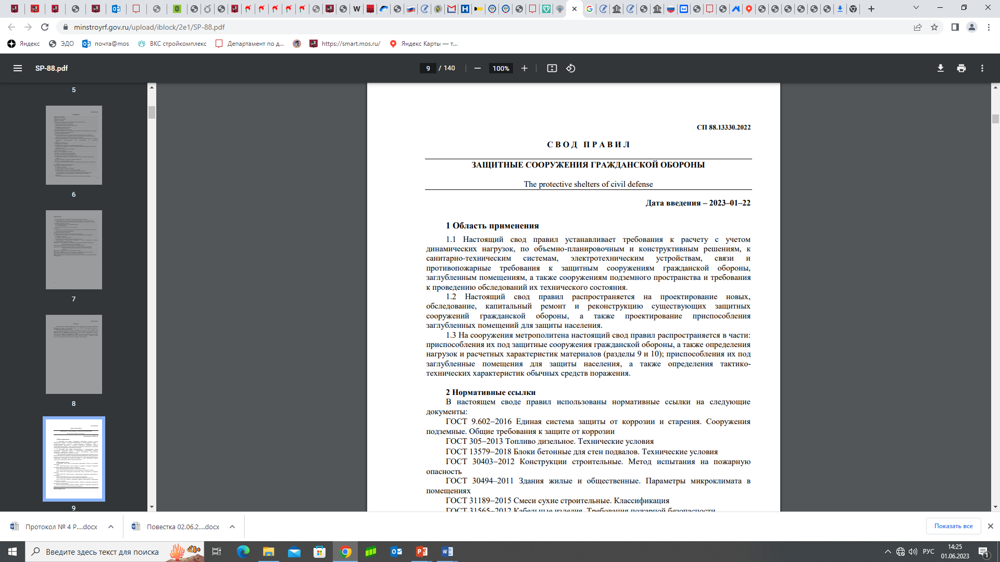 minstroyrf.gov.ru/upload/iblock/2e1/SP-88.pdf
Яндекс
ЭДО
почта@mos
ВКС стройкомплекс
Департамент по д...
https://smart.mos.ru/
Яндекс Карты — т...
SP-88.pdf
9 / 140
100%
5
6
7
8
9
СП 88.13330.2022
СВОД ПРАВИЛ
ЗАЩИТНЫЕ СООРУЖЕНИЯ ГРАЖДАНСКОЙ ОБОРОНЫ
The protective shelters of civil defense
Дата введения – 2023–01–22
1 Область применения
1.1 Настоящий свод правил устанавливает требования к расчету с учетом
динамических нагрузок, по объемно-планировочным и конструктивным решениям, к
санитарно-техническим системам, электротехническим устройствам, связи и
противопожарные требования к защитным сооружениям гражданской обороны,
заглубленным помещениям, а также сооружениям подземного пространства и требования
к проведению обследований их технического состояния.
1.2 Настоящий свод правил распространяется на проектирование новых,
обследование, капитальный ремонт и реконструкцию существующих защитных
сооружений гражданской обороны, а также проектирование приспособления
заглубленных помещений для защиты населения.
1.3 На сооружения метрополитена настоящий свод правил распространяется в части:
приспособления их под защитные сооружения гражданской обороны, а также определения
нагрузок и расчетных характеристик материалов (разделы 9 и 10); приспособления их под
заглубленные помещения для защиты населения, а также определения тактико-
технических характеристик обычных средств поражения.
2 Нормативные ссылки
В настоящем своде правил использованы нормативные ссылки на следующие
документы:
ГОСТ 9.602–2016 Единая система защиты от коррозии и старения. Сооружения
подземные. Общие требования к защите от коррозии
ГОСТ 305–2013 Топливо дизельное. Технические условия
ГОСТ 13579–2018 Блоки бетонные для стен подвалов. Технические условия
ГОСТ 30403–2012 Конструкции строительные. Метод испытания на пожарную
опасность
ГОСТ 30494–2011 Здания жилые и общественные. Параметры микроклимата в
помещениях
ГОСТ 31189–2015 Смеси сухие строительные. Классификация
ГОСТ 31565–2012 Кабельные изделия. Требования пожарной безопасности
Протокол № 4 Р....docx
Повестка 02.06.2....docx
Показать все
Введите здесь текст для поиска
РУС
14:25
01.06.2023
1